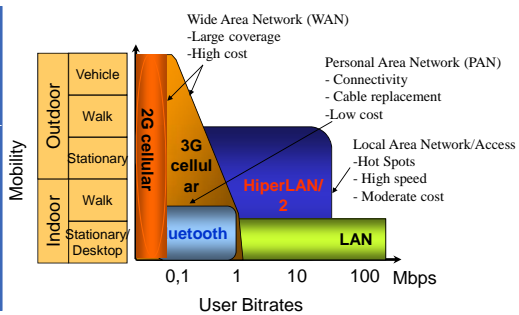 Wide Area Network (WAN)
-Large coverage
-High cost
Personal Area Network (PAN)
- Connectivity
- Cable replacement
-Low cost
Local Area Network/Access
-Hot Spots
- High speed
- Moderate cost
Mobility
Outdoor
Indoor
Vehicle
Walk
Stationary
Walk
Stationary/
Desktop
2G cellular
3G
cellul
ar
HiperLAN/
2
uetooth
LAN
0,1
1
10
100
Mbps
User Bitrates